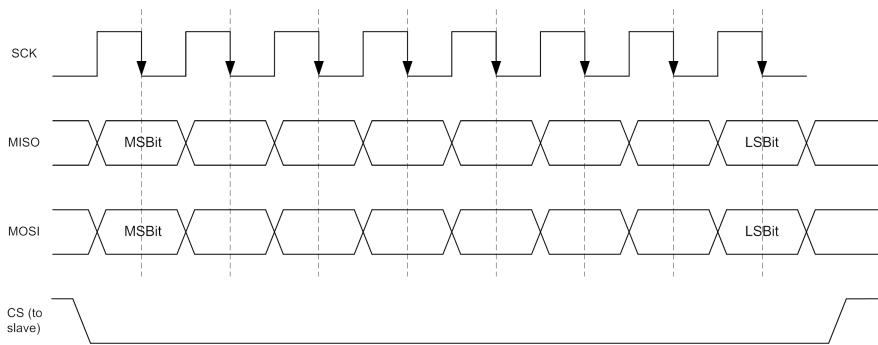 SCK
MISO
MSBit
LSBit
MOSI
MSBit
LSBit
CS (to
slave)